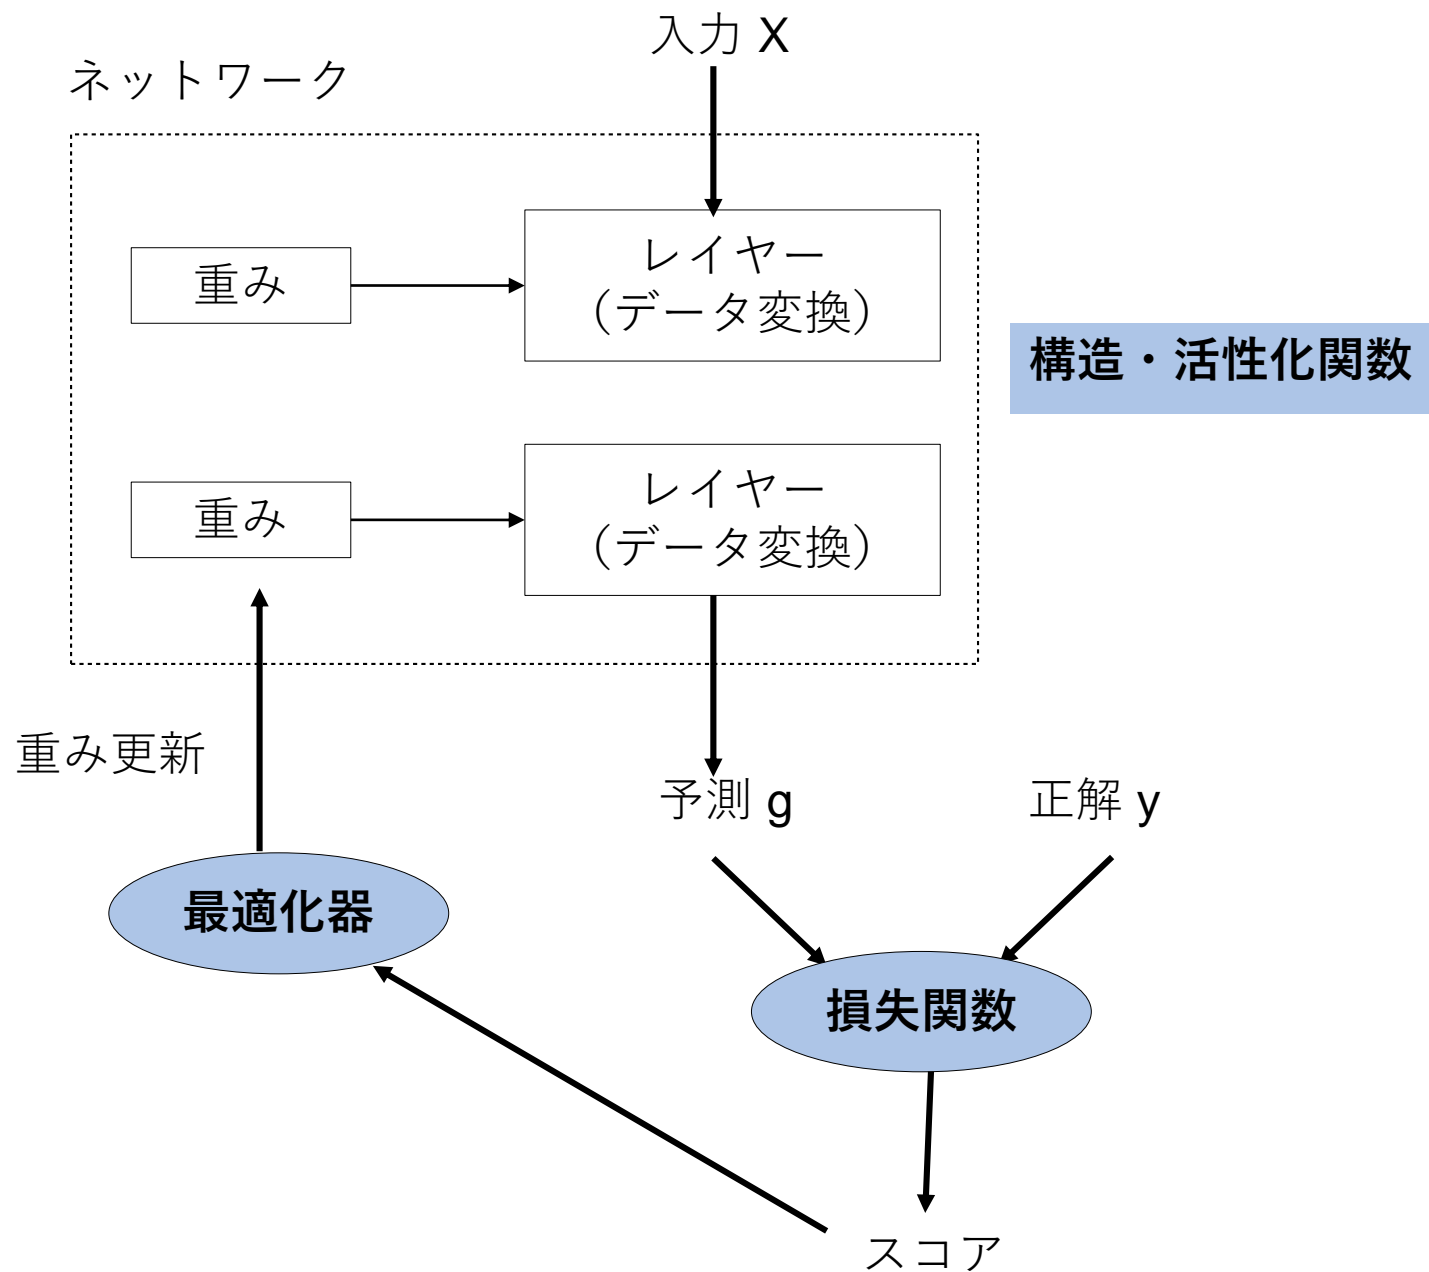 入力 X
ネットワーク
重み
レイヤー
（データ変換）
構造・活性化関数
重み
レイヤー
（データ変換）
重み更新
予測 g
正解 y
最適化器
損失関数
スコア